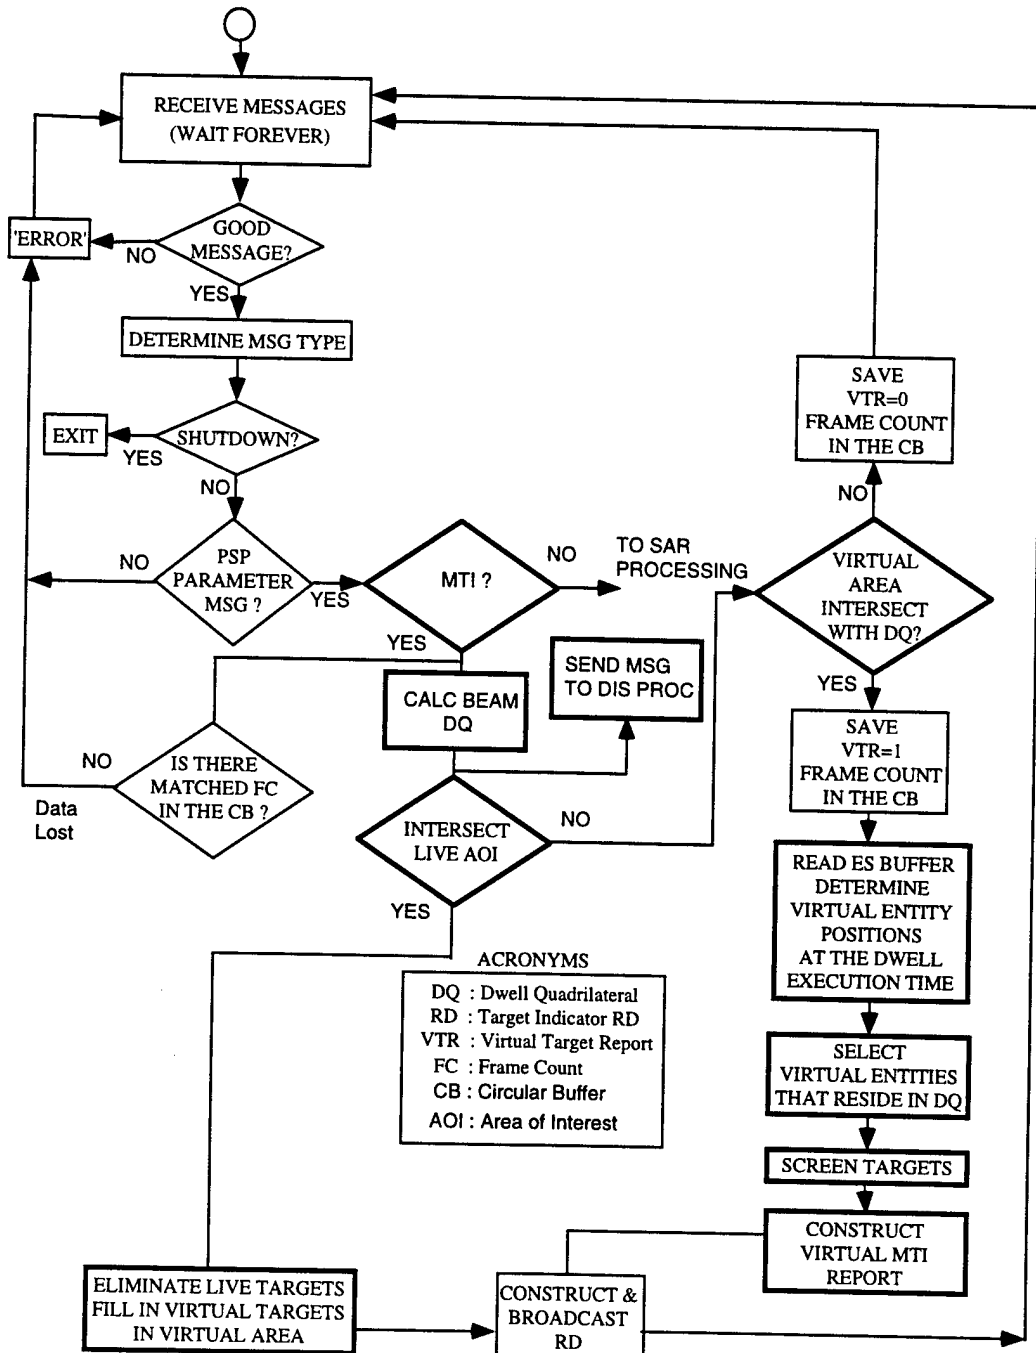 RECEIVE MESSAGES
(WAIT FOREVER)
GOOD
MESSAGE?
'ERROR'
NO
YES
DETERMINE MSG TYPE
SHUTDOWN?
EXIT
YES
NO
PSP
PARAMETER
MSG ?
NO
YES
MTI ?
NO
TO SAR
PROCESSING
YES
CALC BEAM
DQ
SEND MSG
TO DIS PROC
VIRTUAL
AREA
INTERSECT
WITH DQ?
NO
SAVE
VTR=0
FRAME COUNT
IN THE CB
YES
SAVE
VTR=1
FRAME COUNT
IN THE CB
IS THERE
MATCHED FC
IN THE CB ?
NO
Data
Lost
INTERSECT
LIVE AOI
NO
YES
READ ES BUFFER
DETERMINE
VIRTUAL ENTITY
POSITIONS
AT THE DWELL
EXECUTION TIME
SELECT
VIRTUAL ENTITIES
THAT RESIDE IN DQ
SCREEN TARGETS
CONSTRUCT
VIRTUAL MTI
REPORT
ACRONYMS
DQ : Dwell Quadrilateral
RD : Target Indicator RD
VTR : Virtual Target Report
FC : Frame Count
CB : Circular Buffer
AOI : Area of Interest
ELIMINATE LIVE TARGETS
FILL IN VIRTUAL TARGETS
IN VIRTUAL AREA
CONSTRUCT &
BROADCAST
RD